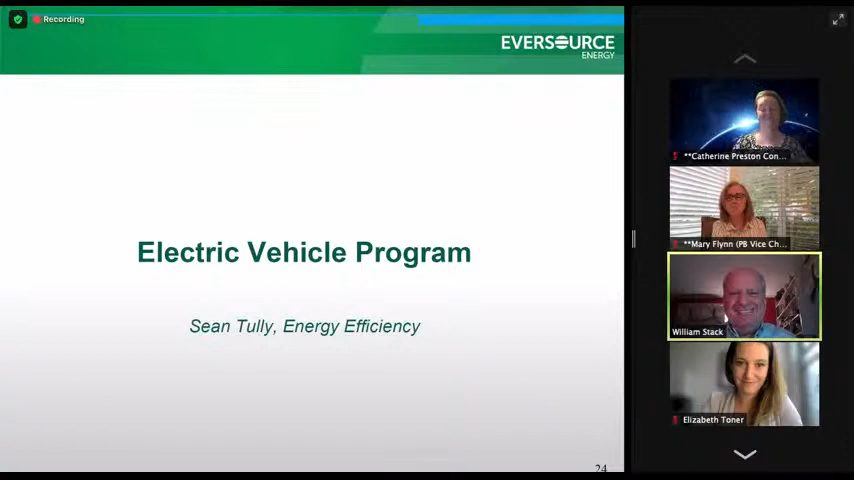 Recording
EVERSOURCE
ENERGY
Electric Vehicle Program
Sean Tully, Energy Efficiency
24
**Catherine Preston Con...
**Mary Flynn (PB Vice Ch...
William Stack
Elizabeth Toner